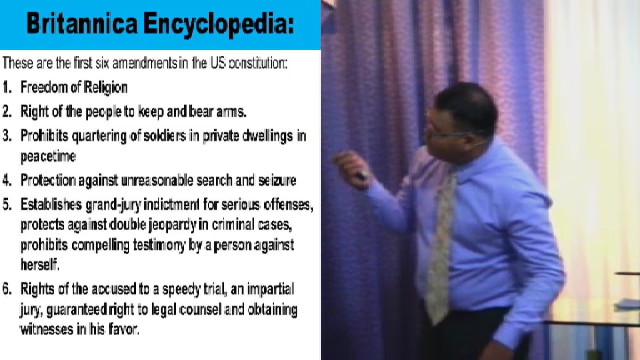 Britannica Encyclopedia:
These are the first six amendments in the US constitution:
1. Freedom of Religion
2. Right of the people to keep and bear arms.
3. Prohibits quartering of soldiers in private dwellings in
peacetime
4. Protection against unreasonable search and seizure
5. Establishes grand-jury indictment for serious offenses,
protects against double jeopardy in criminal cases,
prohibits compelling testimony by a person against
herself.
6. Rights of the accused to a speedy trial, an impartial
jury, guaranteed right to legal counsel and obtaining
witnesses in his favor.